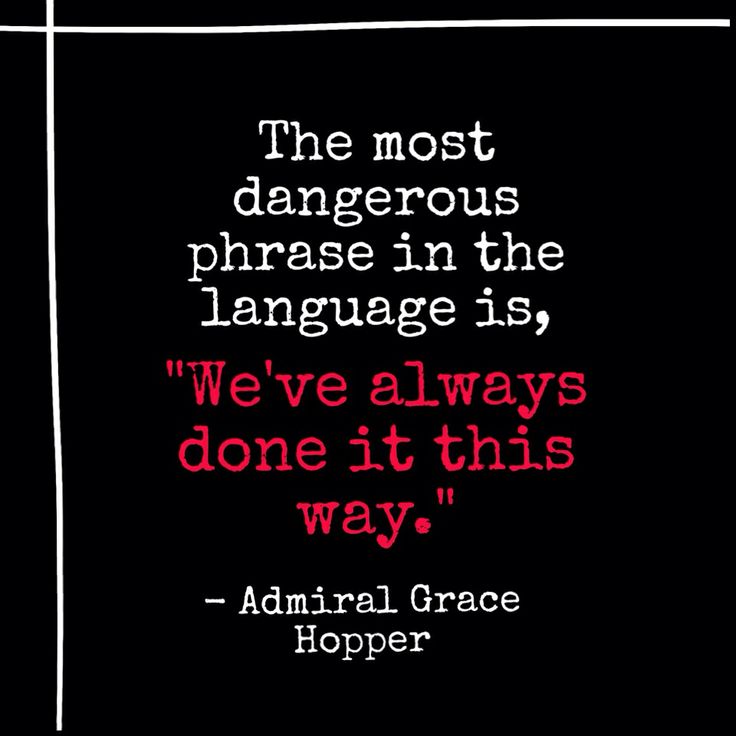 The most
dangerous
phrase in the
language is,
"We've always
done it this
way."
- Admiral Grace
Hopper